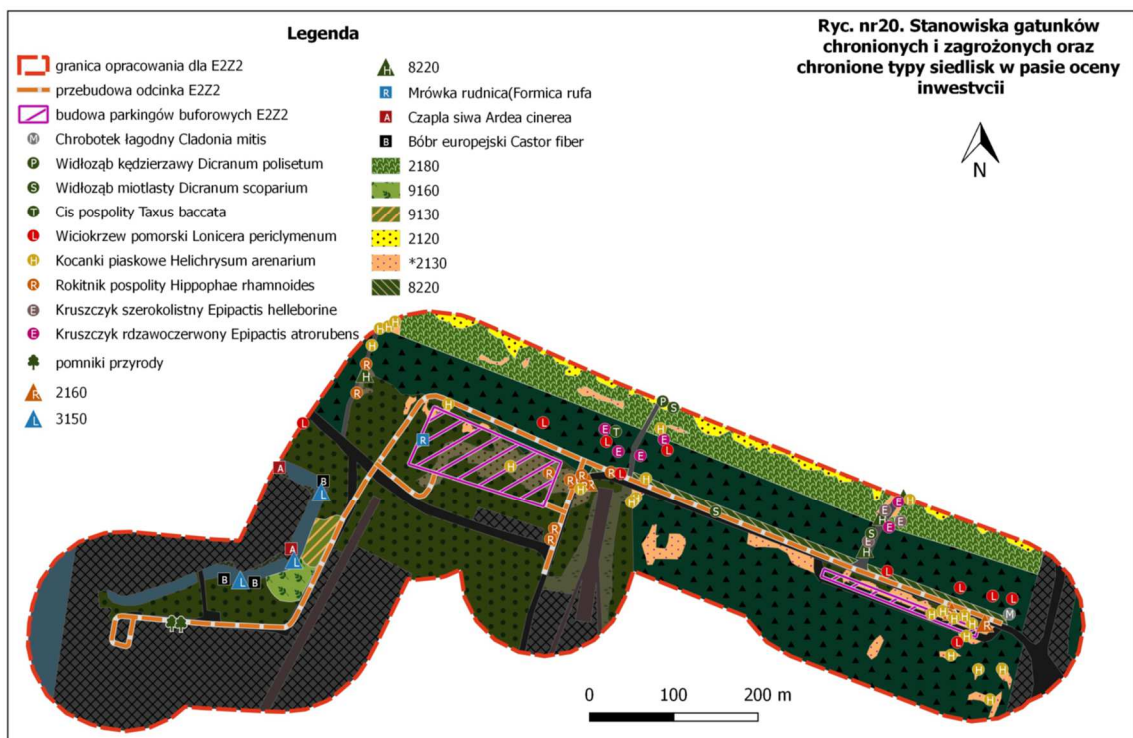 Legenda
granica opracowania dla E2Z2
przebudowa odcinka E2Z2
budowa parkingów buforowych E2Z2
M Chrobotek łagodny Cladonia mitis
P Widłoząb kędzierzawy Dicranum polisetum
S Widłoząb miotlasty Dicranum scoparium
T Cis pospolity Taxus baccata
L Wiciokrzew pomorski Lonicera periclymenum
H Kocanki piaskowe Helichrysum arenarium
R Rokitnik pospolity Hippophae rhamnoides
E Kruszczyk szerokolistny Epipactis helleborine
E Kruszczyk rdzawoczerwony Epipactis atrorubens
pomniki przyrody
R 2160
L 3150
H 8220
R Mrówka rudnica(Formica rufa
A Czapla siwa Ardea cinerea
B Bóbr europejski Castor fiber
2180
9160
9130
2120
*2130
8220
Ryc. nr20. Stanowiska gatunków
chronionych i zagrożonych oraz
chronione typy siedlisk w pasie oceny
inwestycji
N
0 100 200 m